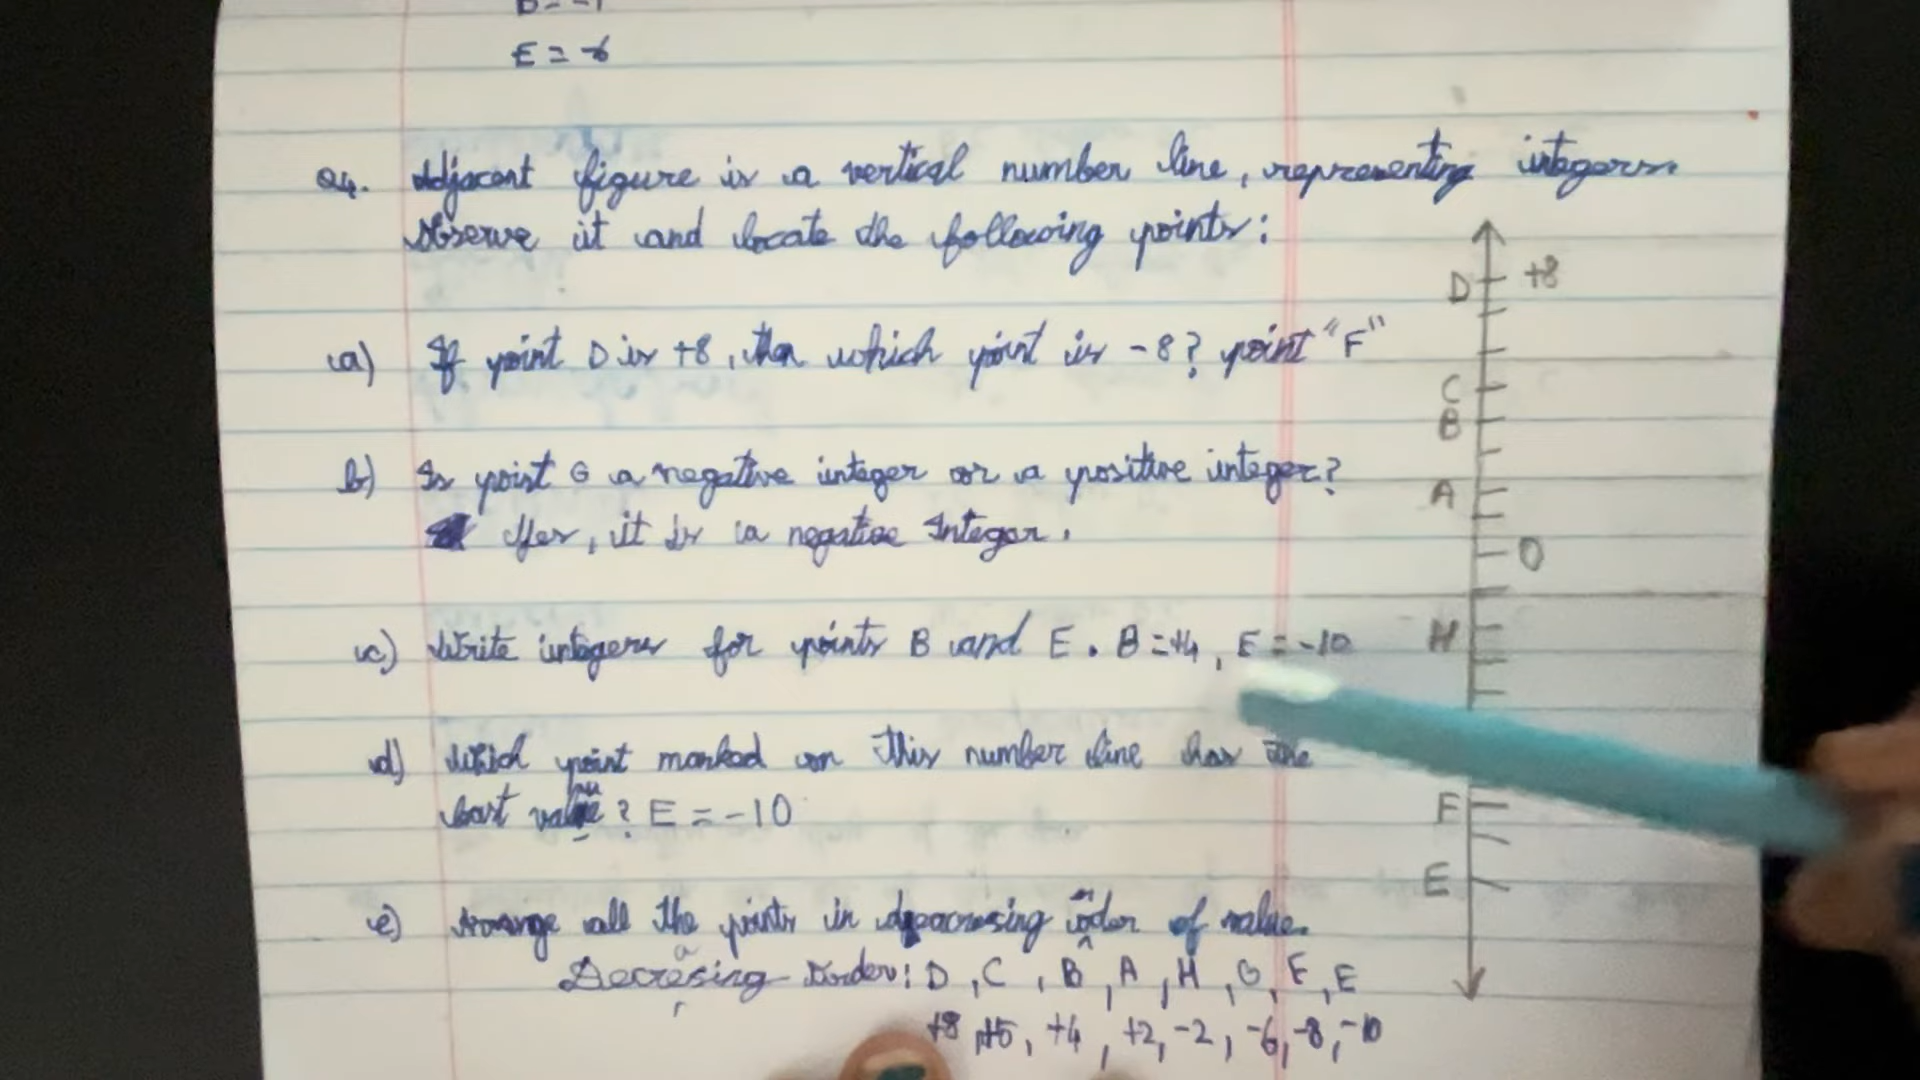 E = -6
Q4. Adjacent figure is a vertical number line, representing integers.
Observe it and locate the following points:
D +8
a) If point D is +8, then which point is -8? point "F"
C
B
b) Is point G a negative integer or a positive integer?
A
Yes, it is a negative Integer.
O
c) Write integers for points B and E. B=+4, E=-10
H
d) Which point marked on this number line has the
least value? E = -10
F
E
e) Arrange all the points in decreasing order of value.
Decreasing Order: D, C, B, A, H, G, F, E
+8, +5, +4, +2, -2, -6, -8, -10